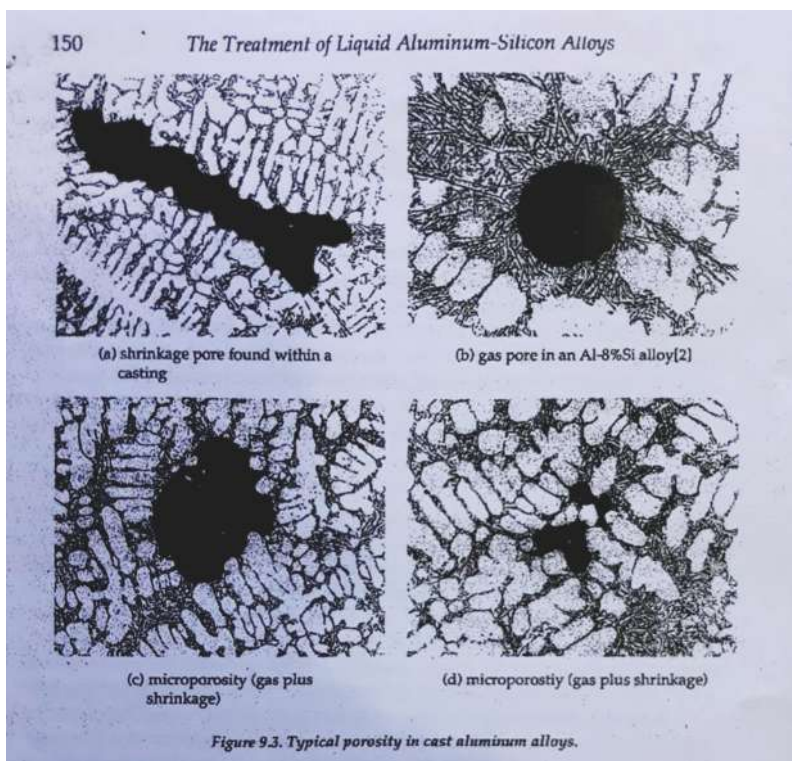 150
The Treatment of Liquid Aluminum-Silicon Alloys
(a) shrinkage pore found within a
casting
(b) gas pore in an Al-8%Si alloy[2]
(c) microporosity (gas plus
shrinkage)
(d) microporostiy (gas plus shrinkage)
Figure 9.3. Typical porosity in cast aluminum alloys.